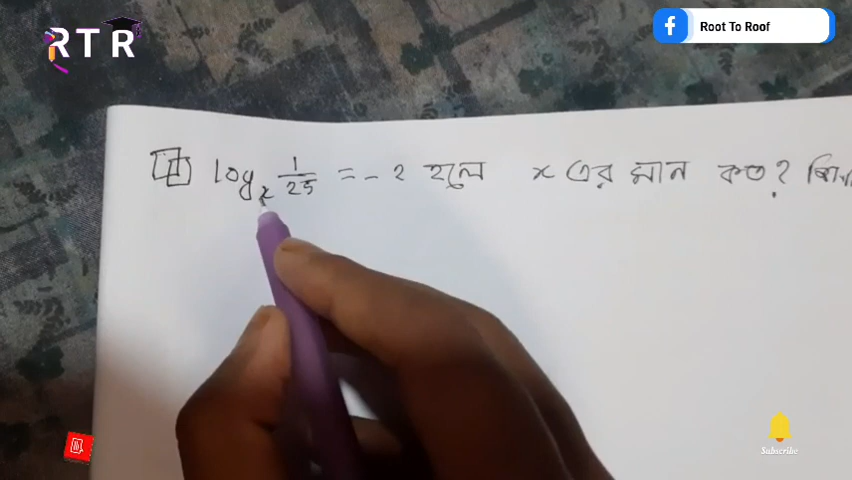 RTR
Root To Roof
log_x 1/25 = -2 হলে x এর মান কত?
Subscribe